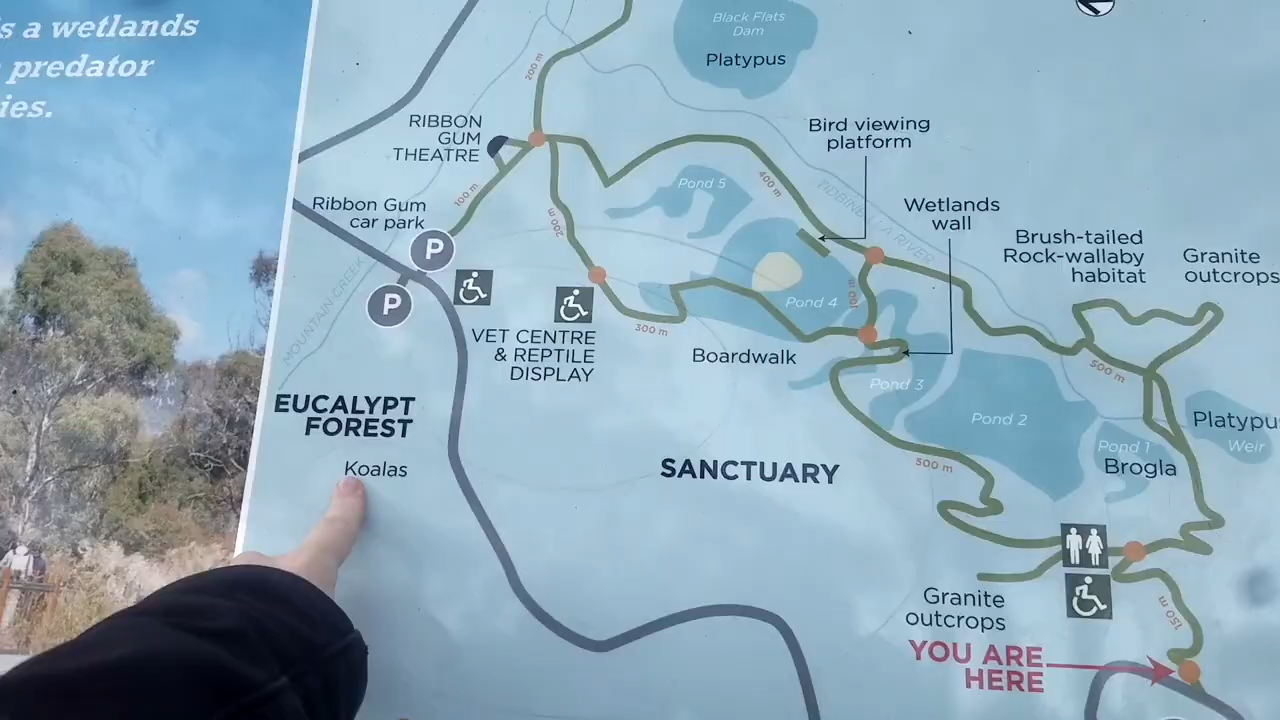 s a wetlands
predator
ies.
Black Flats
Dam
Platypus
200 m
RIBBON
GUM
THEATRE
Bird viewing
platform
100 m
Pond 5
400 m
Ribbon Gum
car park
200 m
Wetlands
wall
Brush-tailed
Rock-wallaby
habitat
Granite
outcrops
P
P
MOUNTAIN CREEK
RIVER
Pond 4
100 m
300 m
VET CENTRE
& REPTILE
DISPLAY
Boardwalk
Pond 3
500 m
EUCALYPT
FOREST
Pond 2
Platypu
Weir
Pond 1
Brogla
Koalas
SANCTUARY
500 m
Granite
outcrops
150 m
YOU ARE
HERE